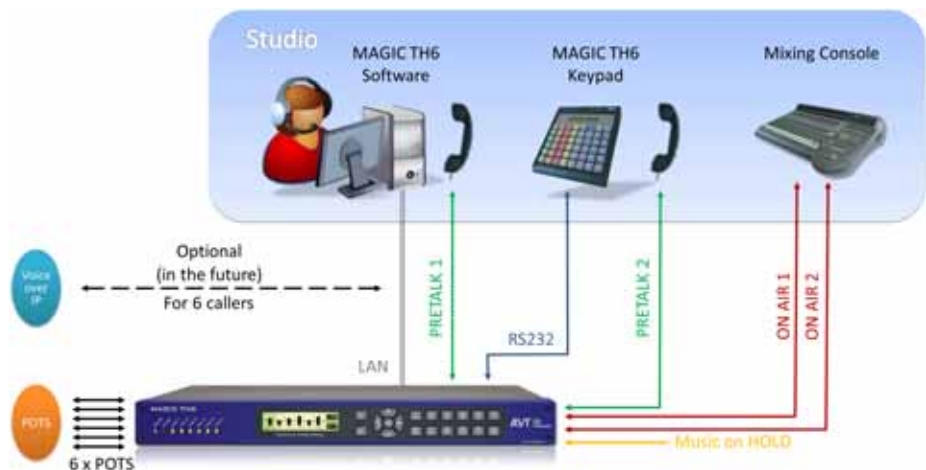 Studio
MAGIC TH6
Software
MAGIC TH6
Keypad
Mixing Console
Voice
over
IP
Optional
(in the future)
For 6 callers
PRETALK 1
RS232
PRETALK 2
ON AIR 1
ON AIR 2
LAN
POTS
6 x POTS
MAGIC TH6
AVT
Music on HOLD